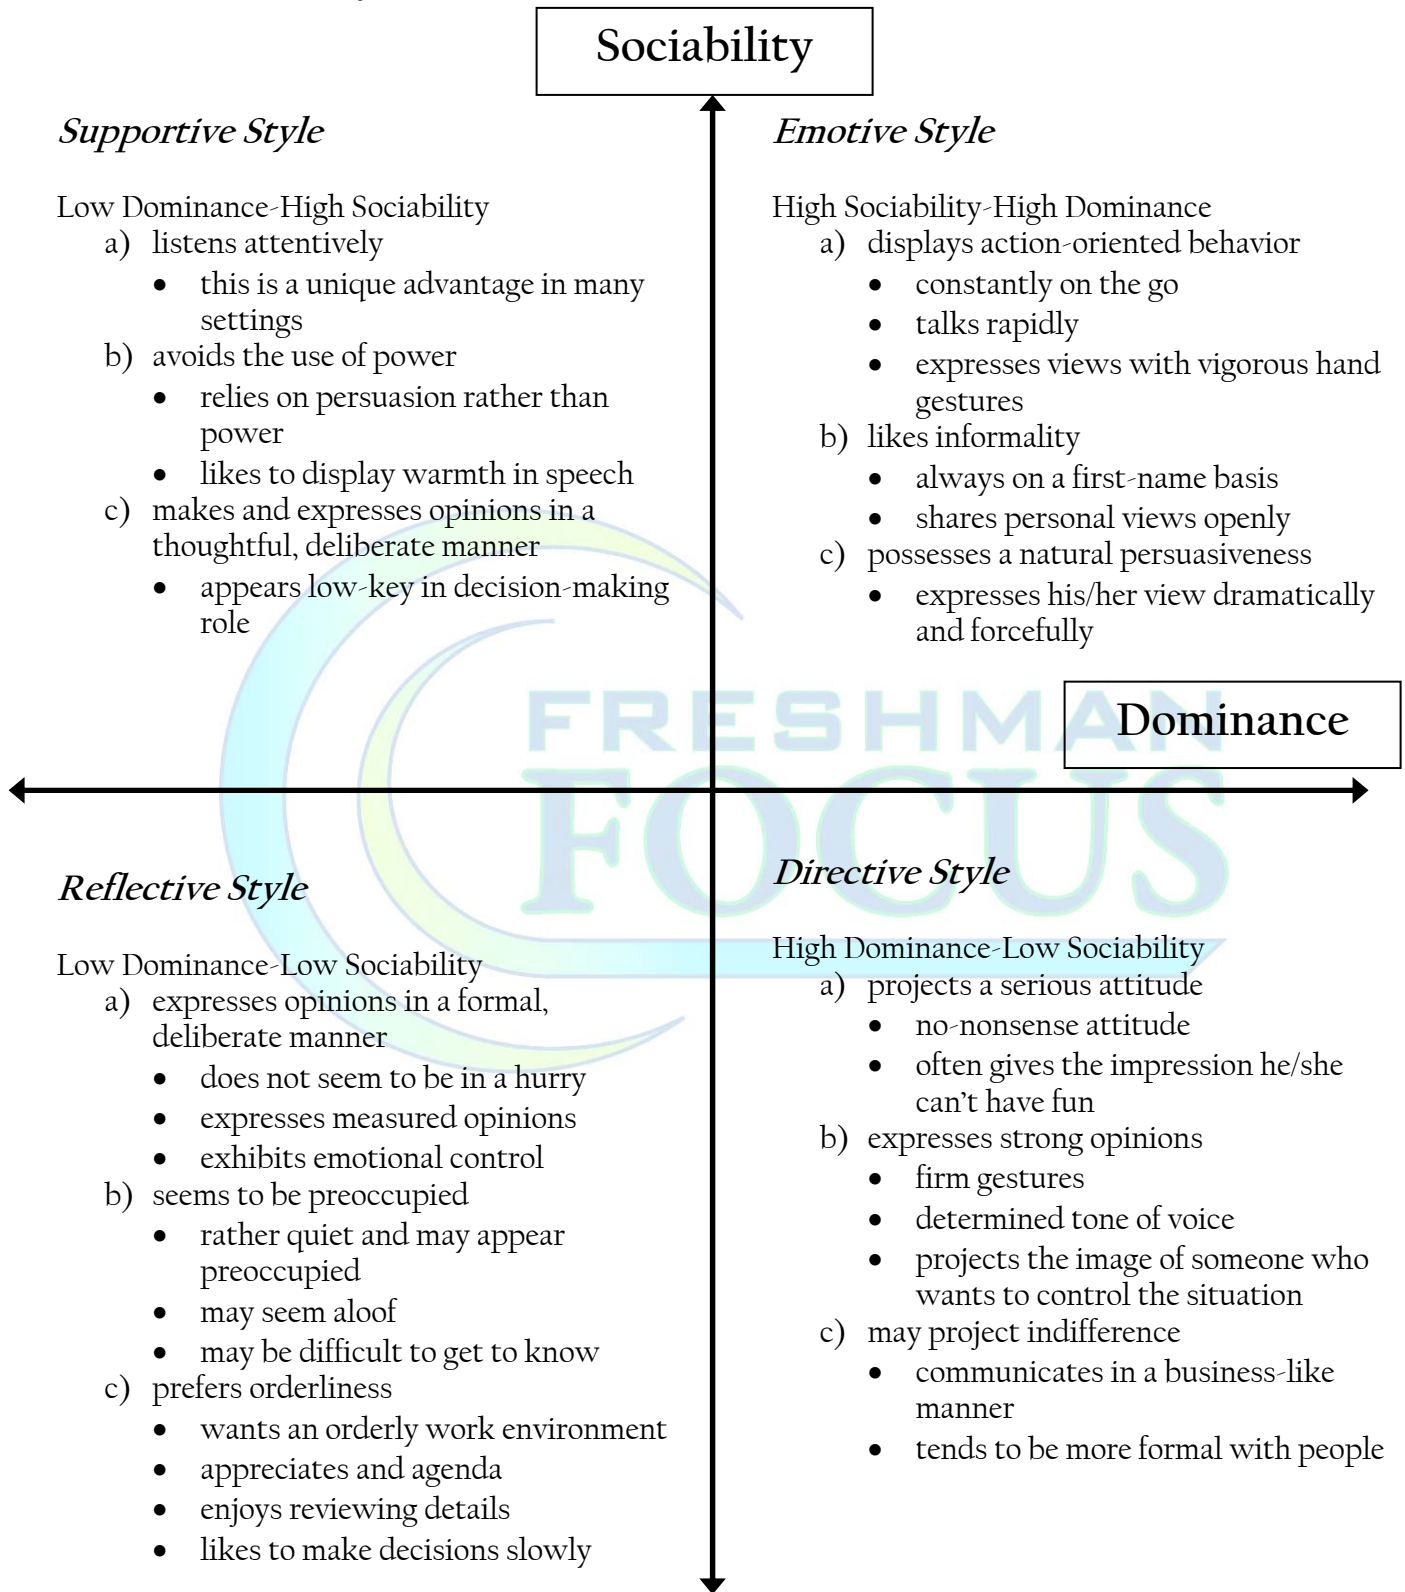 Sociability
Supportive Style
Low Dominance-High Sociability
a) listens attentively
• this is a unique advantage in many
settings
b) avoids the use of power
• relies on persuasion rather than
power
• likes to display warmth in speech
c) makes and expresses opinions in a
thoughtful, deliberate manner
• appears low-key in decision-making
role
Emotive Style
High Sociability-High Dominance
a) displays action-oriented behavior
• constantly on the go
• talks rapidly
• expresses views with vigorous hand
gestures
b) likes informality
• always on a first-name basis
• shares personal views openly
c) possesses a natural persuasiveness
• expresses his/her view dramatically
and forcefully
Dominance
FRESHMAN
FOCUS
Reflective Style
Low Dominance-Low Sociability
a) expresses opinions in a formal,
deliberate manner
• does not seem to be in a hurry
• expresses measured opinions
• exhibits emotional control
b) seems to be preoccupied
• rather quiet and may appear
preoccupied
• may seem aloof
• may be difficult to get to know
c) prefers orderliness
• wants an orderly work environment
• appreciates and agenda
• enjoys reviewing details
• likes to make decisions slowly
Directive Style
High Dominance-Low Sociability
a) projects a serious attitude
• no-nonsense attitude
• often gives the impression he/she
can't have fun
b) expresses strong opinions
• firm gestures
• determined tone of voice
• projects the image of someone who
wants to control the situation
c) may project indifference
• communicates in a business-like
manner
• tends to be more formal with people